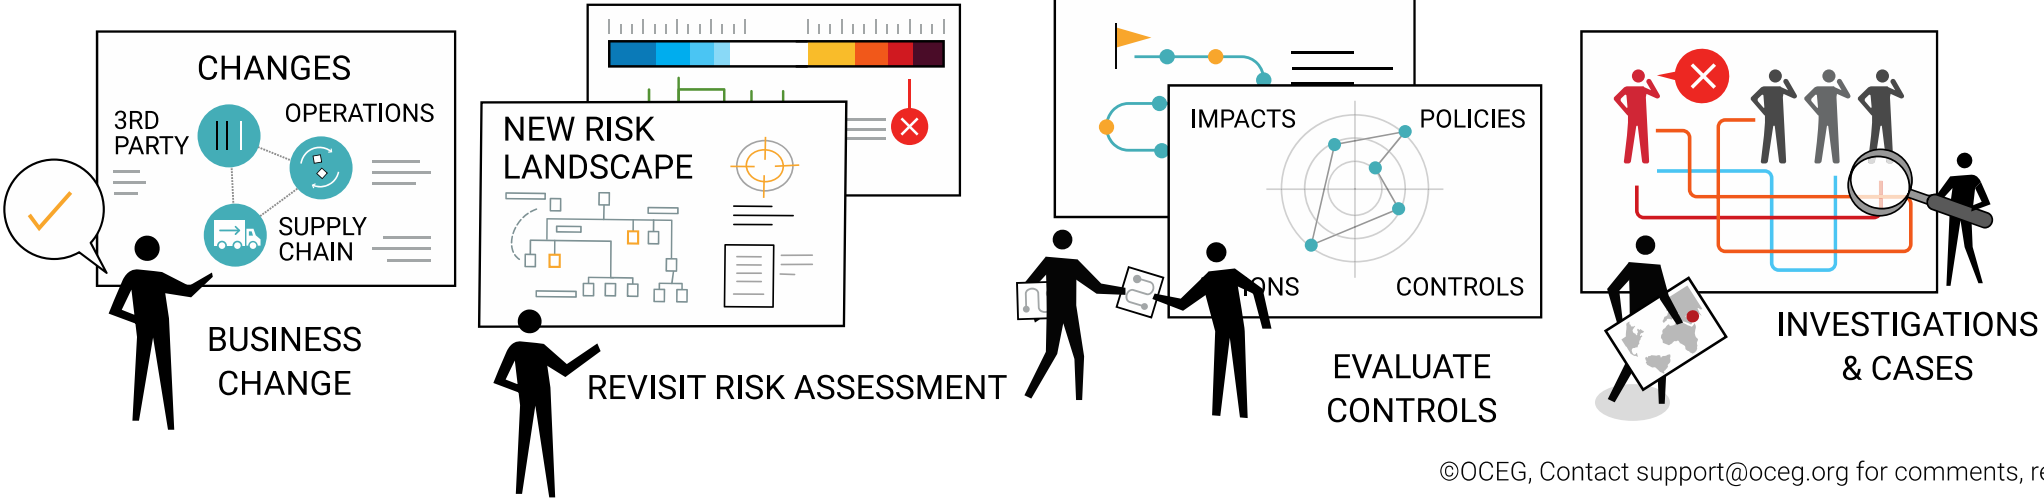 CHANGES
3RD
PARTY
OPERATIONS
SUPPLY
CHAIN
BUSINESS
CHANGE
NEW RISK
LANDSCAPE
REVISIT RISK ASSESSMENT
IMPACTS
POLICIES
CONTROLS
EVALUATE
CONTROLS
INVESTIGATIONS
& CASES
©OCEG, Contact support@oceg.org for comments,